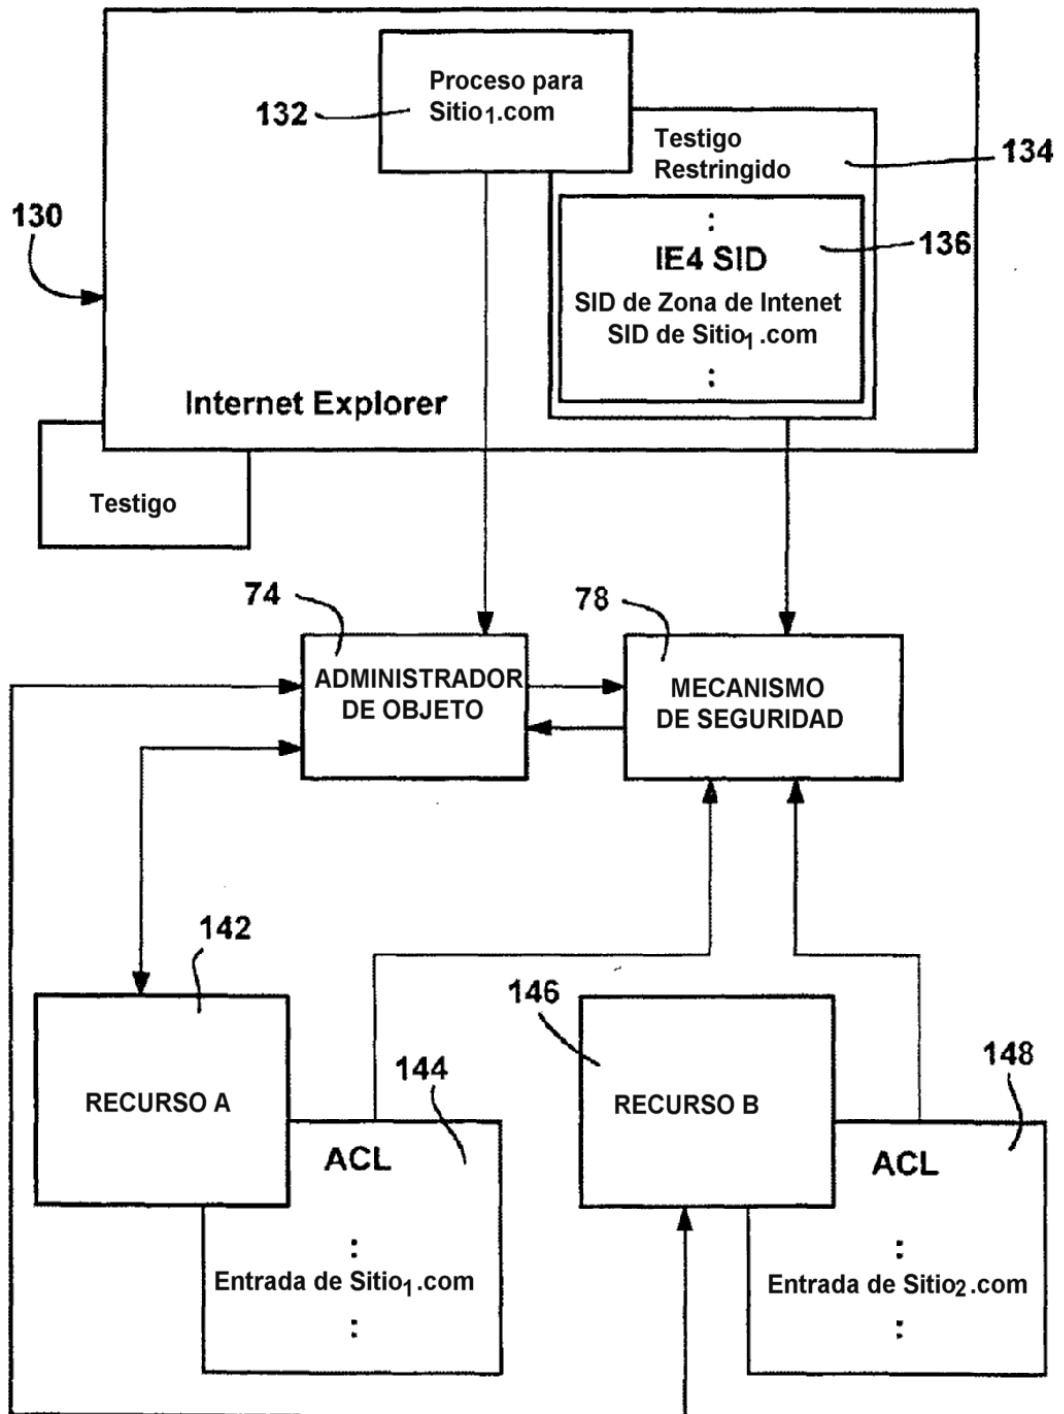 Proceso para
Sitio1.com
132
Testigo
Restringido
134
130
:
136
IE4 SID
SID de Zona de Intenet
SID de Sitio1.com
:
Internet Explorer
Testigo
74
78
ADMINISTRADOR
DE OBJETO
MECANISMO
DE SEGURIDAD
142
146
144
148
RECURSO A
RECURSO B
ACL
:
Entrada de Sitio1.com
:
ACL
:
Entrada de Sitio2.com
: